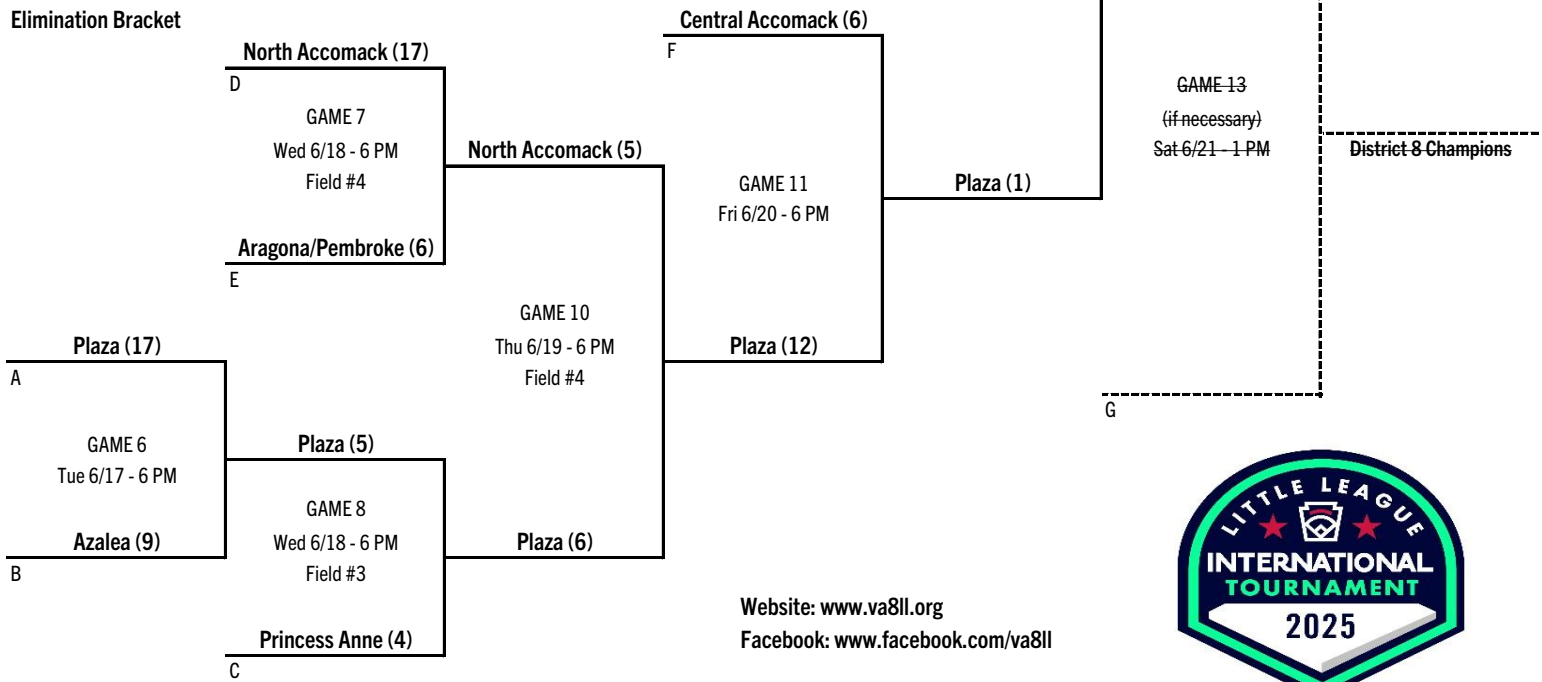 Elimination Bracket
Central Accomack (6)
F
North Accomack (17)
D
GAME 7
Wed 6/18 - 6 PM
Field #4
Aragona/Pembroke (6)
E
North Accomack (5)
GAME 11
Fri 6/20 - 6 PM
Plaza (1)
GAME 13
(if necessary)
Sat 6/21 - 1 PM
District 8 Champions
GAME 10
Thu 6/19 - 6 PM
Field #4
Plaza (12)
Plaza (17)
A
GAME 6
Tue 6/17 - 6 PM
Azalea (9)
B
Plaza (5)
GAME 8
Wed 6/18 - 6 PM
Field #3
Princess Anne (4)
C
Plaza (6)
G
Website: www.va8ll.org
Facebook: www.facebook.com/va8ll
LITTLE LEAGUE
INTERNATIONAL
TOURNAMENT
2025